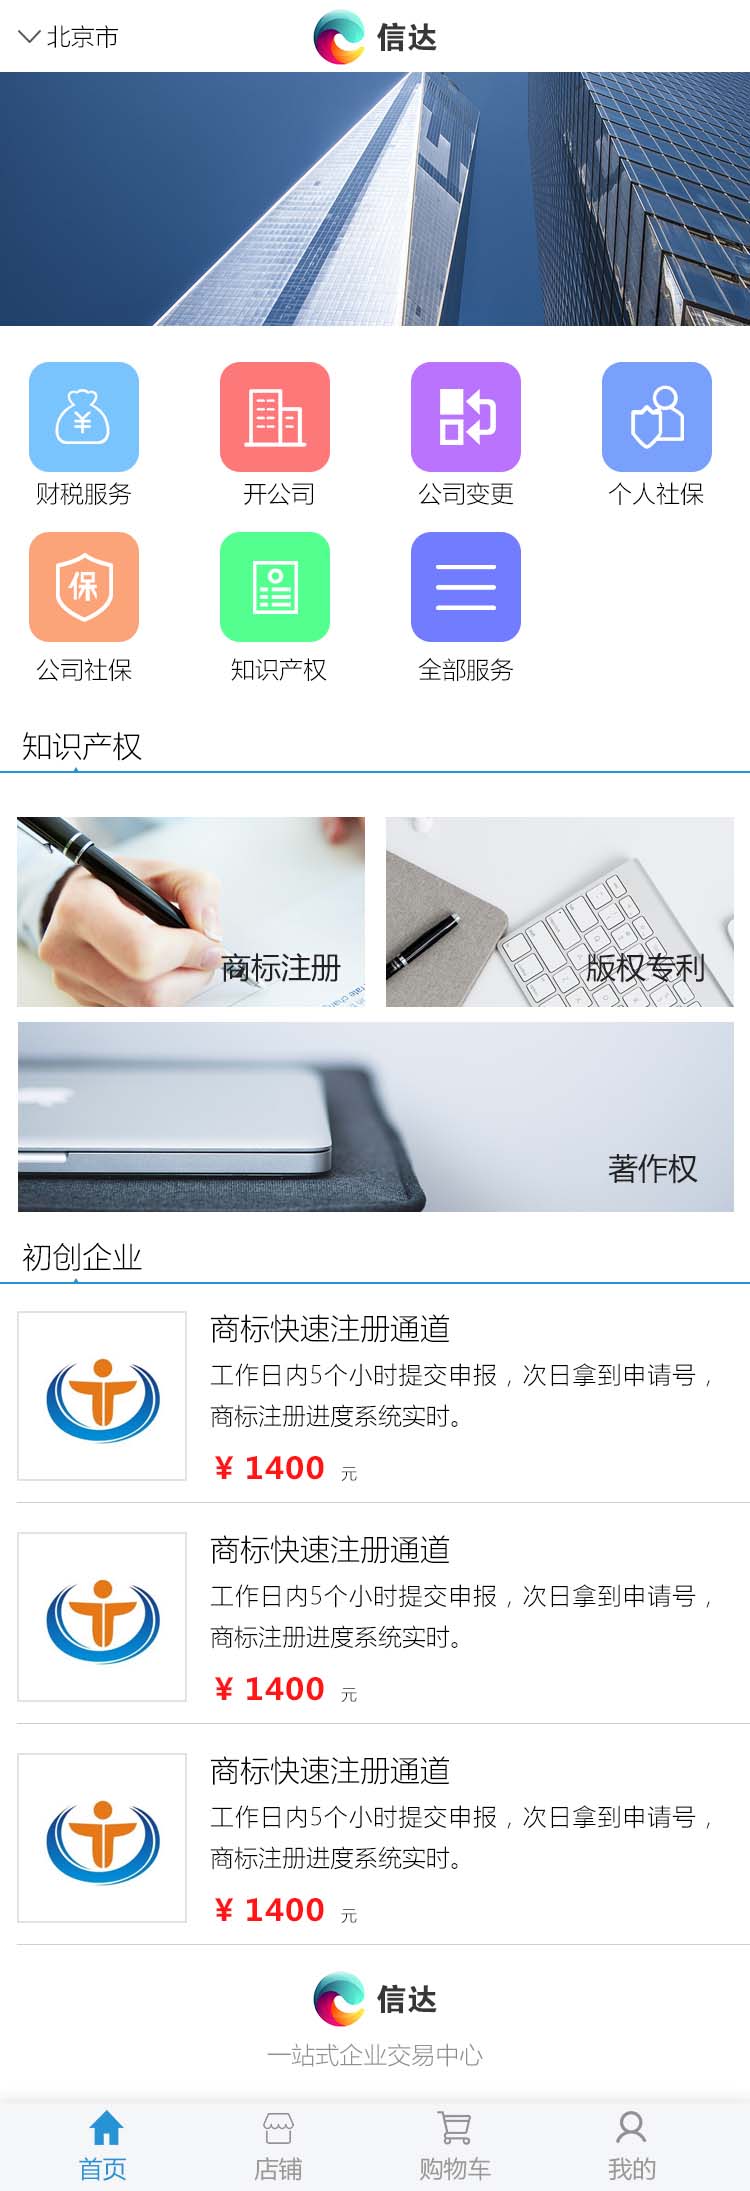 北京市
信达
财税服务
开公司
公司变更
个人社保
保
公司社保
知识产权
全部服务
知识产权
商标注册
版权专利
著作权
初创企业
商标快速注册通道
工作日内5个小时提交申报，次日拿到申请号，
商标注册进度系统实时。
¥ 1400 元
商标快速注册通道
工作日内5个小时提交申报，次日拿到申请号，
商标注册进度系统实时。
¥ 1400 元
商标快速注册通道
工作日内5个小时提交申报，次日拿到申请号，
商标注册进度系统实时。
¥ 1400 元
信达
一站式企业交易中心
首页
店铺
购物车
我的